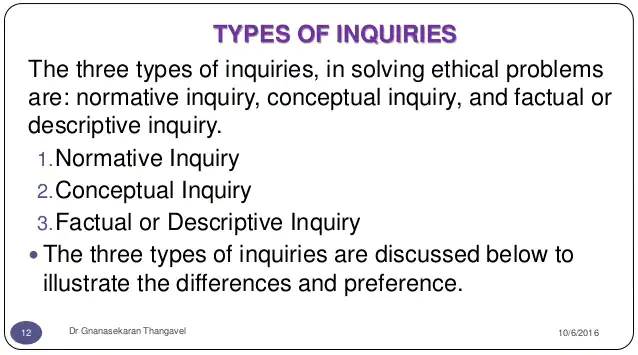 TYPES OF INQUIRIES
The three types of inquiries, in solving ethical problems
are: normative inquiry, conceptual inquiry, and factual or
descriptive inquiry.
1.Normative Inquiry
2.Conceptual Inquiry
3.Factual or Descriptive Inquiry
• The three types of inquiries are discussed below to
illustrate the differences and preference.
12 Dr Gnanasekaran Thangavel 10/6/2016